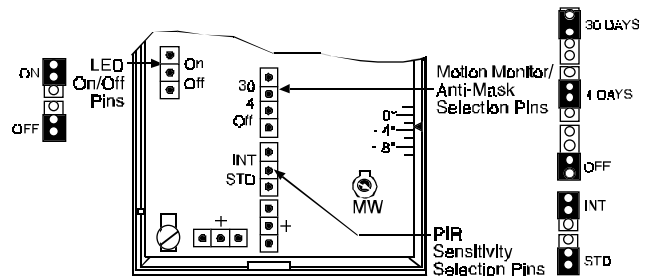 ON
OFF
LED
On/Off
Pins
On
Off
30
4
Off
INT
STD
+
+
0°
- 4°
- 8°
MW
Motion Monitor/
Anti-Mask
Selection Pins
PIR
Sensitivity
Selection Pins
30 DAYS
4 DAYS
OFF
INT
STD